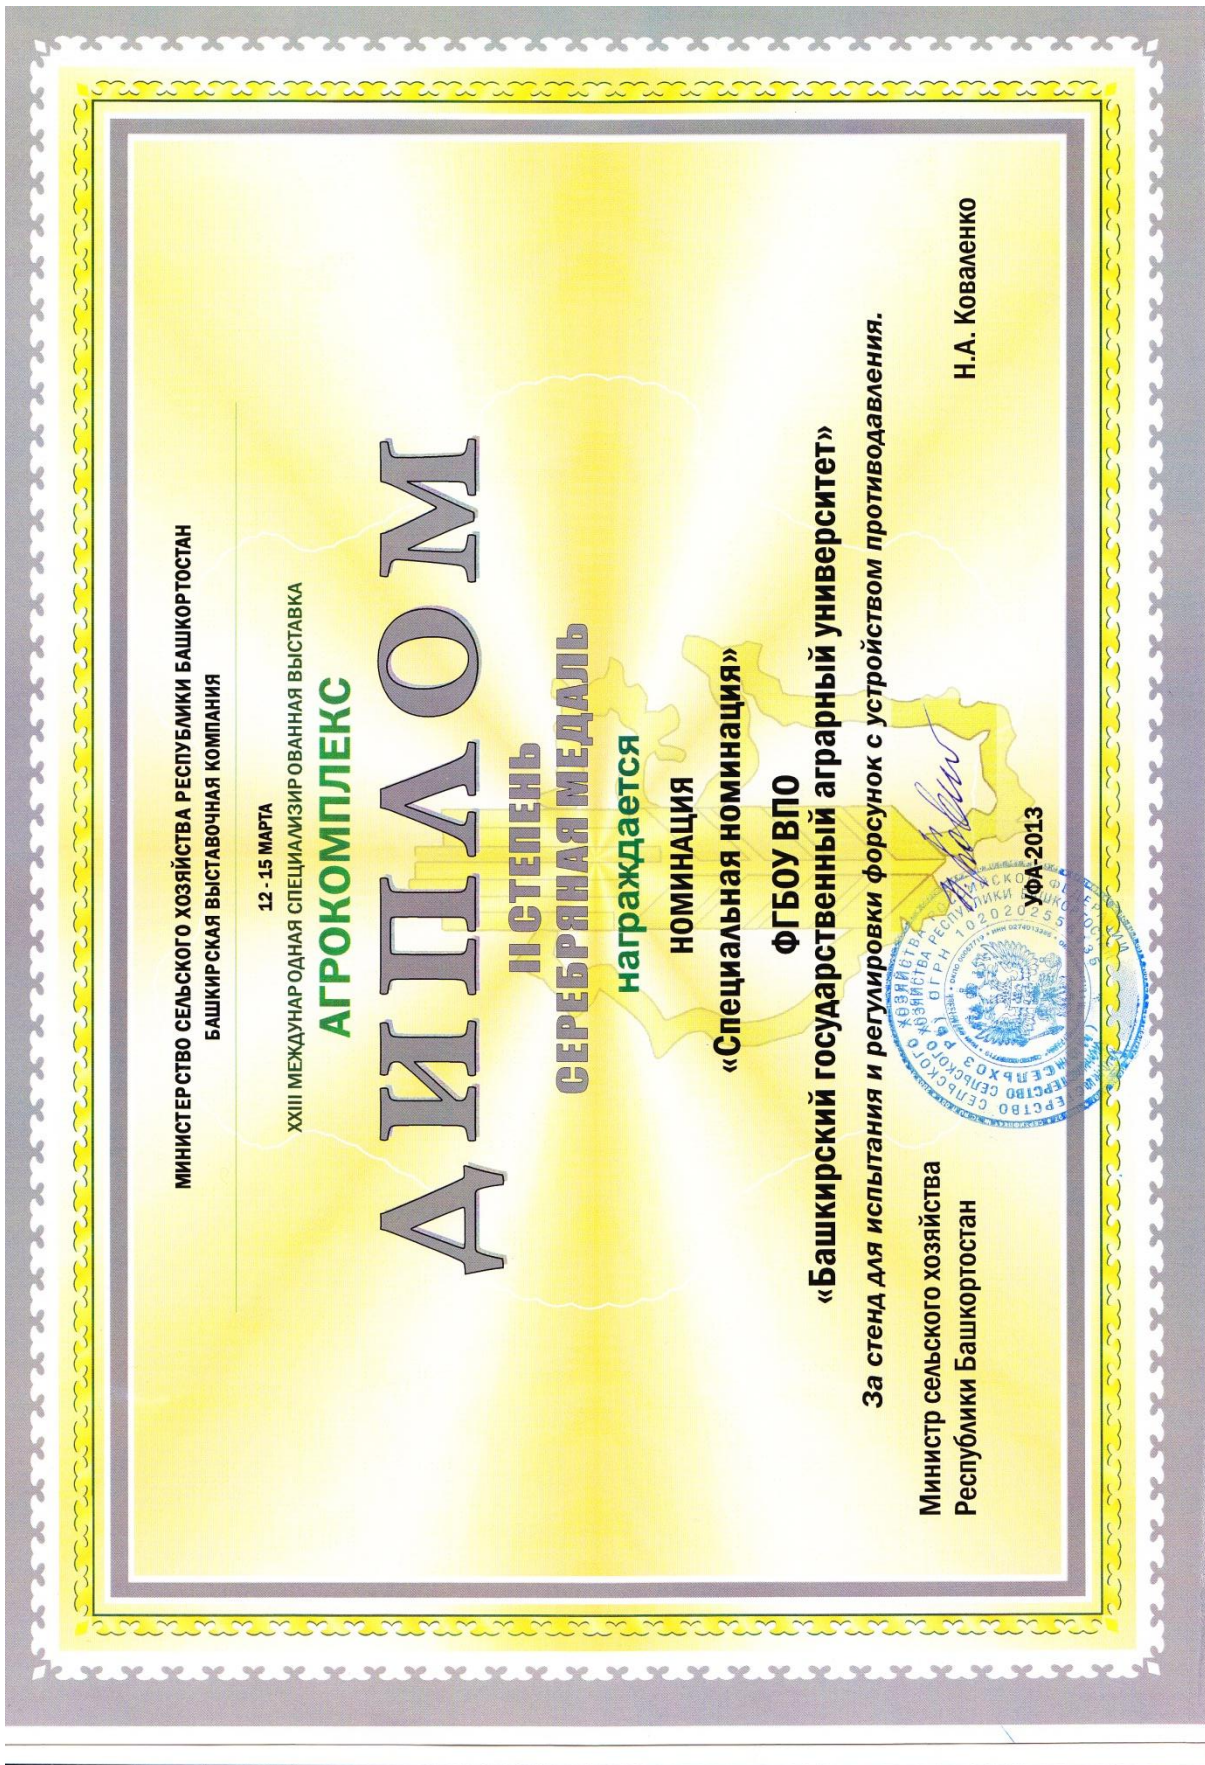 МИНИСТЕРСТВО СЕЛЬСКОГО ХОЗЯЙСТВА РЕСПУБЛИКИ БАШКОРТОСТАН
БАШКИРСКАЯ ВЫСТАВОЧНАЯ КОМПАНИЯ
12 - 15 МАРТА
XXIII МЕЖДУНАРОДНАЯ СПЕЦИАЛИЗИРОВАННАЯ ВЫСТАВКА
АГРОКОМПЛЕКС
ДИПЛОМ
II СТЕПЕНЬ
СЕРЕБРЯНАЯ МЕДАЛЬ
награждается
НОМИНАЦИЯ
«Специальная номинация»
ФГБОУ ВПО
«Башкирский государственный аграрный университет»
За стенд для испытания и регулировки форсунок с устройством противодавления.
Министр сельского хозяйства
Республики Башкортостан
Н.А. Коваленко
УФА-2013